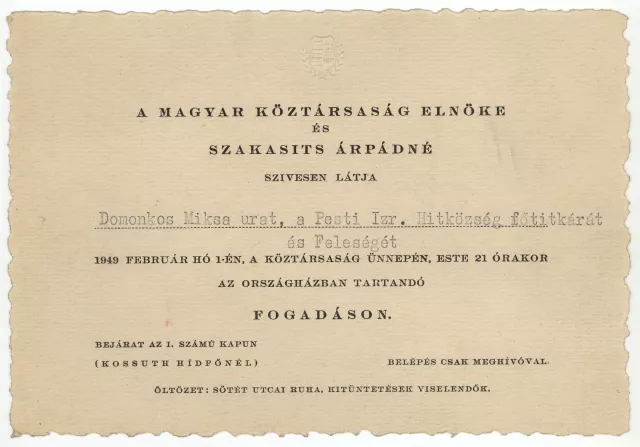 A MAGYAR KÖZTÁRSASÁG ELNÖKE
ÉS
SZAKASITS ÁRPÁDNÉ
SZIVESEN LÁTJA
Domonkos Miksa urat, a Pesti Izr. Hitközség főtitkárát
és Feleségét
1949 FEBRUÁR HÓ 1-ÉN, A KÖZTÁRSASÁG ÜNNEPÉN, ESTE 21 ÓRAKOR
AZ ORSZÁGHÁZBAN TARTANDÓ
FOGADÁSON.
BEJÁRAT AZ I. SZÁMÚ KAPUN
(KOSSUTH HÍDFŐNÉL)
BELÉPÉS CSAK MEGHÍVÓVAL.
ÖLTÖZET: SÖTÉT UTCAI RUHA, KITÜNTETÉSEK VISELENDŐK.